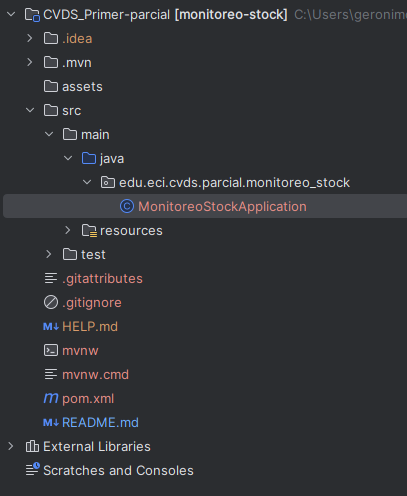 CVDS_Primer-parcial [monitoreo-stock] C:\Users\geronimo
.idea
.mvn
assets
src
main
java
edu.eci.cvds.parcial.monitoreo_stock
MonitoreoStockApplication
resources
test
.gitattributes
.gitignore
M↓ HELP.md
mvnw
mvnw.cmd
m pom.xml
M↓ README.md
External Libraries
Scratches and Consoles